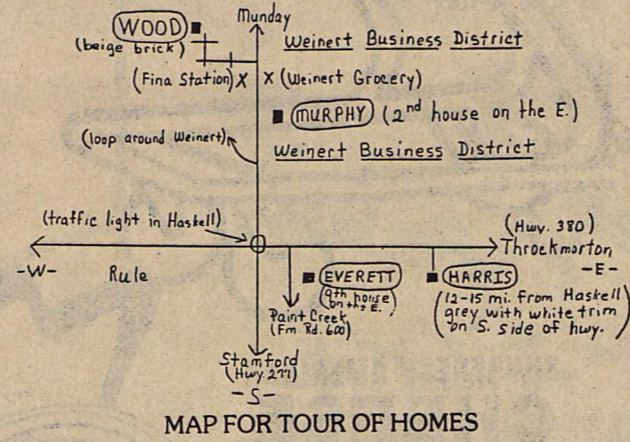 Munday
WOOD
(beige brick)
Weinert Business District
(Fina Station) X X (Weinert Grocery)
MURPHY (2nd house on the E.)
(loop around Weinert)
Weinert Business District
(traffic light in Haskell)
(Hwy. 380)
Throckmorton
-W-
Rule
-E-
EVERETT
(9th house
on the E.)
HARRIS
(12-15 mi. from Haskell
grey with white trim
on S. side of hwy.)
Paint Creek
(Fm. Rd. 600)
Stamford
(Hwy. 277)
-S-
MAP FOR TOUR OF HOMES